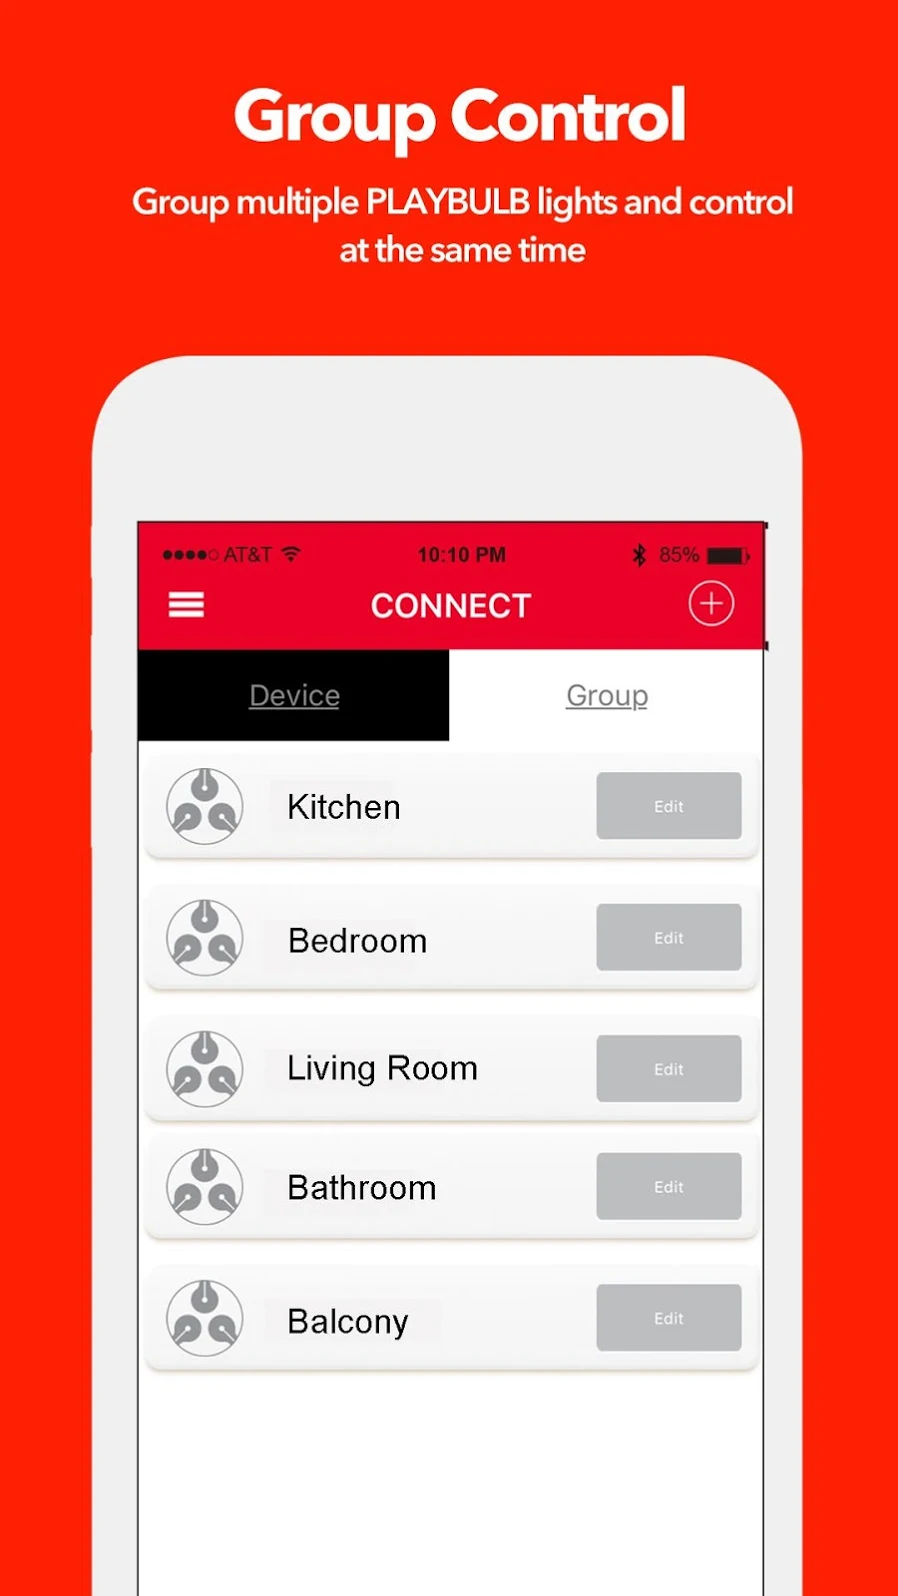 Group Control
Group multiple PLAYBULB lights and control
at the same time
AT&T 10:10 PM 85%
CONNECT
Device Group
Kitchen Edit
Bedroom Edit
Living Room Edit
Bathroom Edit
Balcony Edit